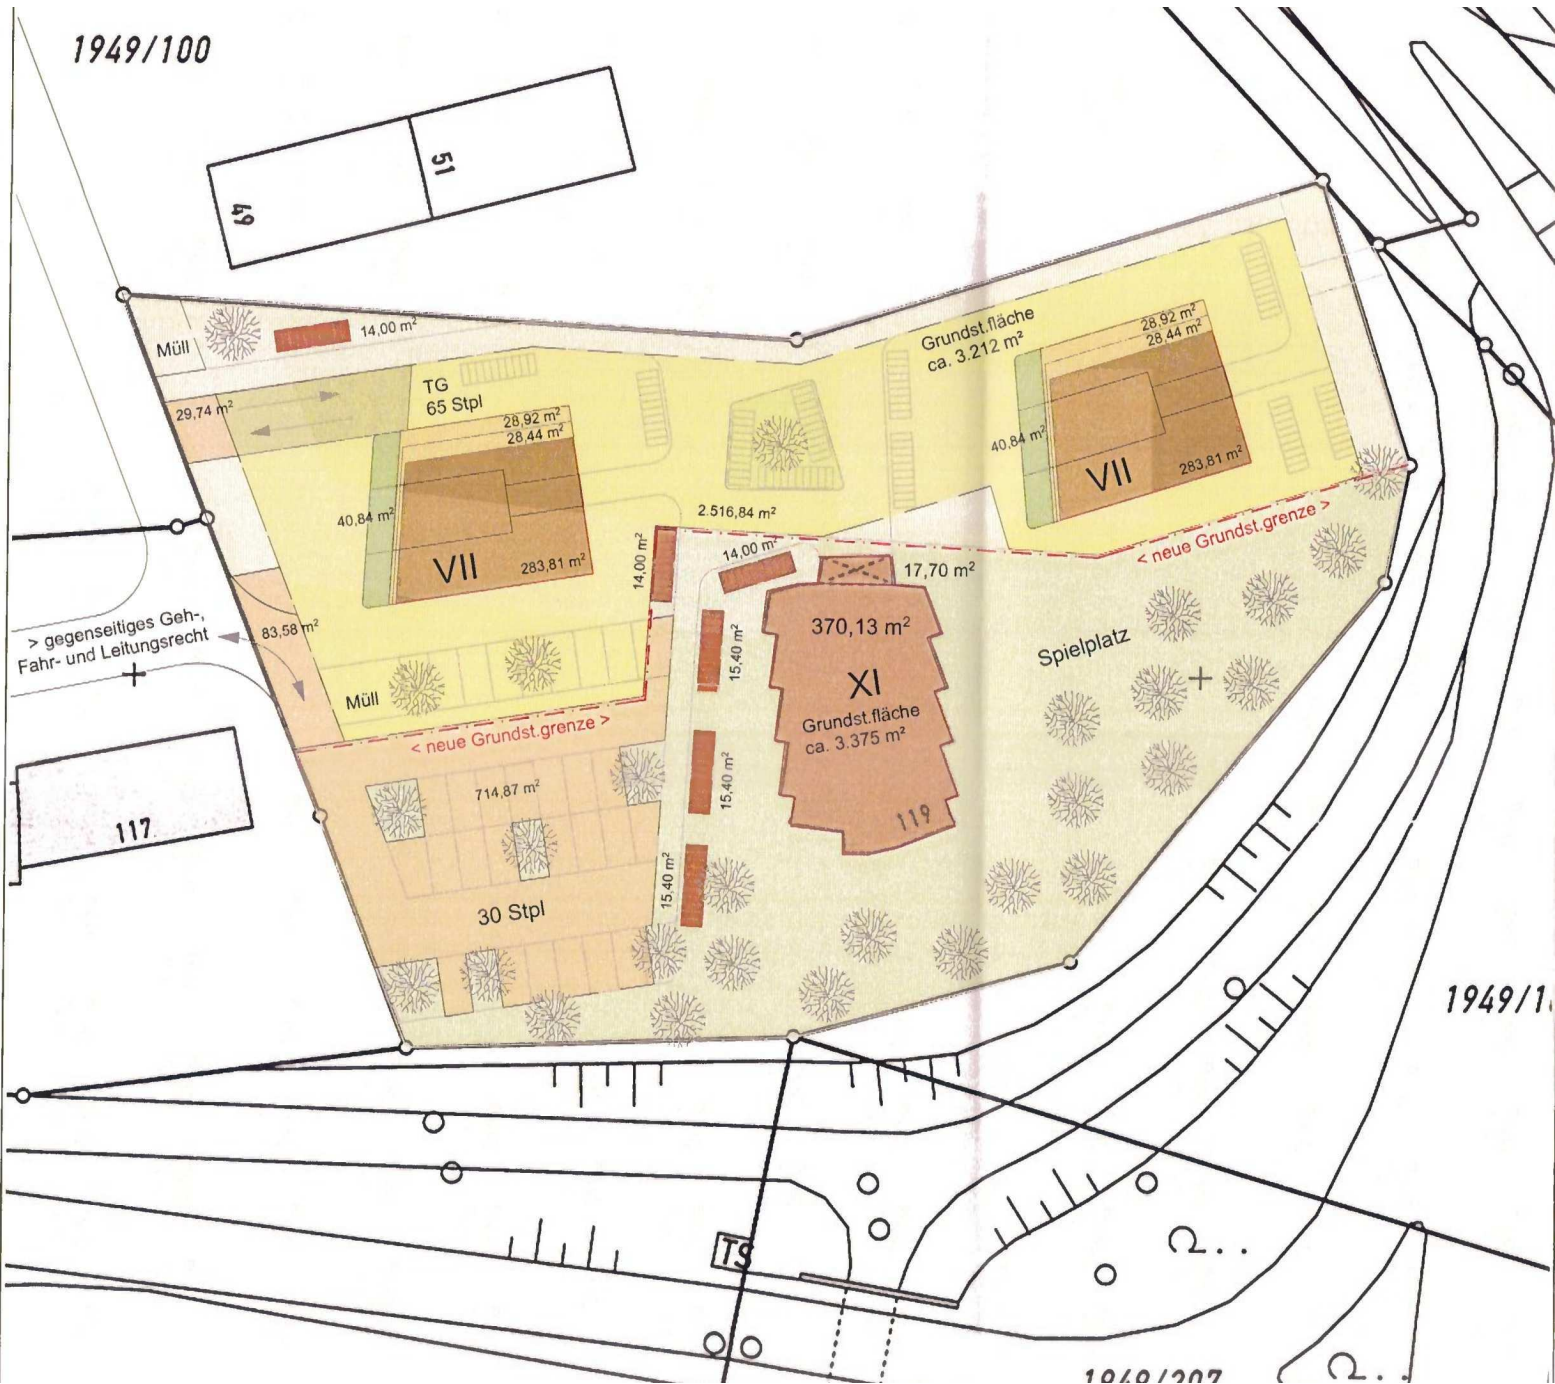 1949/100
51
49
Müll
14,00 m²
Grundst.fläche
ca. 3.212 m²
28,92 m²
28,44 m²
TG
65 Stpl
29,74 m²
28,92 m²
28,44 m²
40,84 m²
VII
283,81 m²
2.516,84 m²
40,84 m²
VII
283,81 m²
< neue Grundst.grenze >
14,00 m²
14,00 m²
17,70 m²
83,58 m²
> gegenseitiges Geh-,
Fahr- und Leitungsrecht
370,13 m²
XI
Grundst.fläche
ca. 3.375 m²
119
Spielplatz
15,40 m²
15,40 m²
15,40 m²
Müll
< neue Grundst.grenze >
714,87 m²
117
30 Stpl
1949/1
TS
1949/207